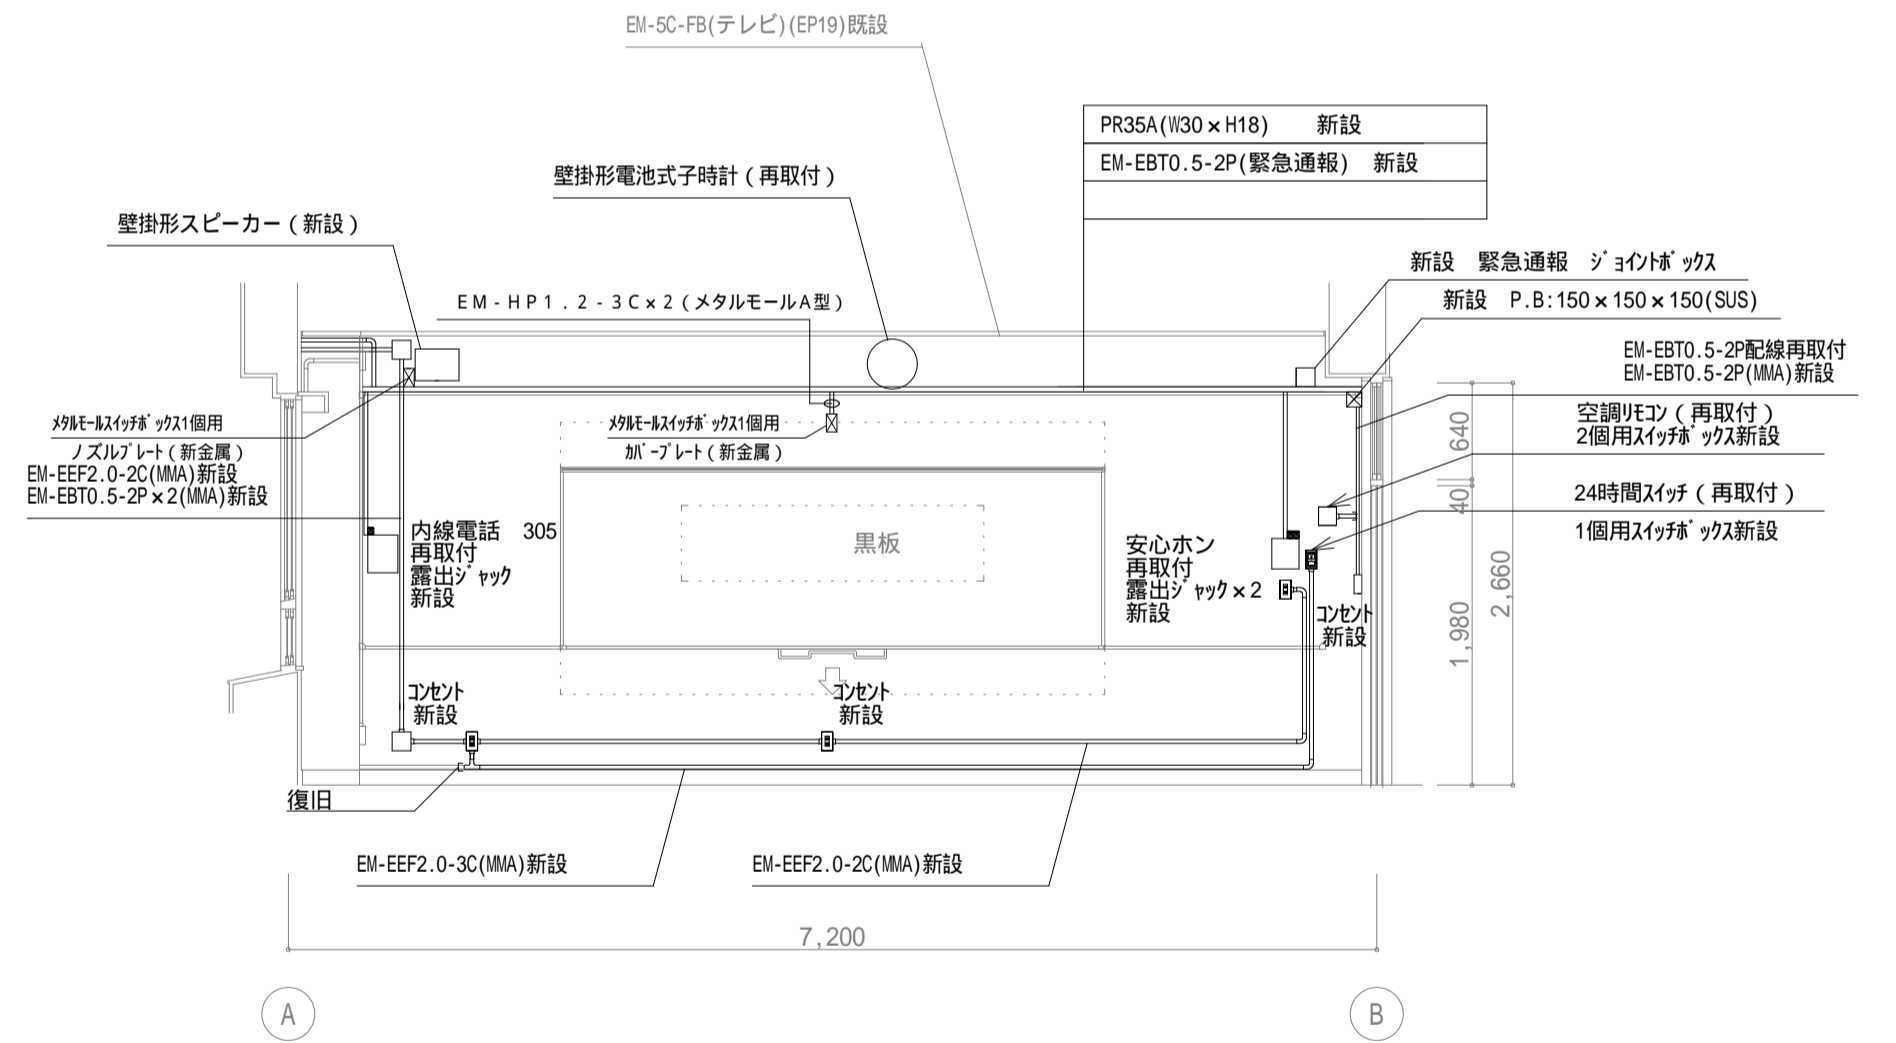 EM-5C-FB(テレビ)(EP19)既設
PR35A(W30×H18)　新設
EM-EBT0.5-2P(緊急通報)　新設
壁掛形電池式子時計（再取付）
壁掛形スピーカー（新設）
新設　緊急通報　ｼﾞｮｲﾝﾄﾎﾞｯｸｽ
新設　P.B:150×150×150(SUS)
EM-HP1.2-3C×2（メタルモールA型）
EM-EBT0.5-2P配線再取付
EM-EBT0.5-2P(MMA)新設
空調ﾘﾓｺﾝ（再取付）
2個用ｽｲｯﾁﾎﾞｯｸｽ新設
ﾒﾀﾙﾓｰﾙｽｲｯﾁﾎﾞｯｸｽ1個用
ノズルﾌﾟﾚｰﾄ（新金属）
EM-EEF2.0-2C(MMA)新設
EM-EBT0.5-2P×2(MMA)新設
ﾒﾀﾙﾓｰﾙｽｲｯﾁﾎﾞｯｸｽ1個用
ｶﾊﾞｰﾌﾟﾚｰﾄ（新金属）
24時間ｽｲｯﾁ（再取付）
1個用ｽｲｯﾁﾎﾞｯｸｽ新設
640
40
1,980
2,660
内線電話　305
再取付
露出ｼﾞｬｯｸ
新設
黒板
安心ホン
再取付
露出ｼﾞｬｯｸ×2
新設
ｺﾝｾﾝﾄ
新設
ｺﾝｾﾝﾄ
新設
ｺﾝｾﾝﾄ
新設
復旧
EM-EEF2.0-3C(MMA)新設
EM-EEF2.0-2C(MMA)新設
7,200
A
B